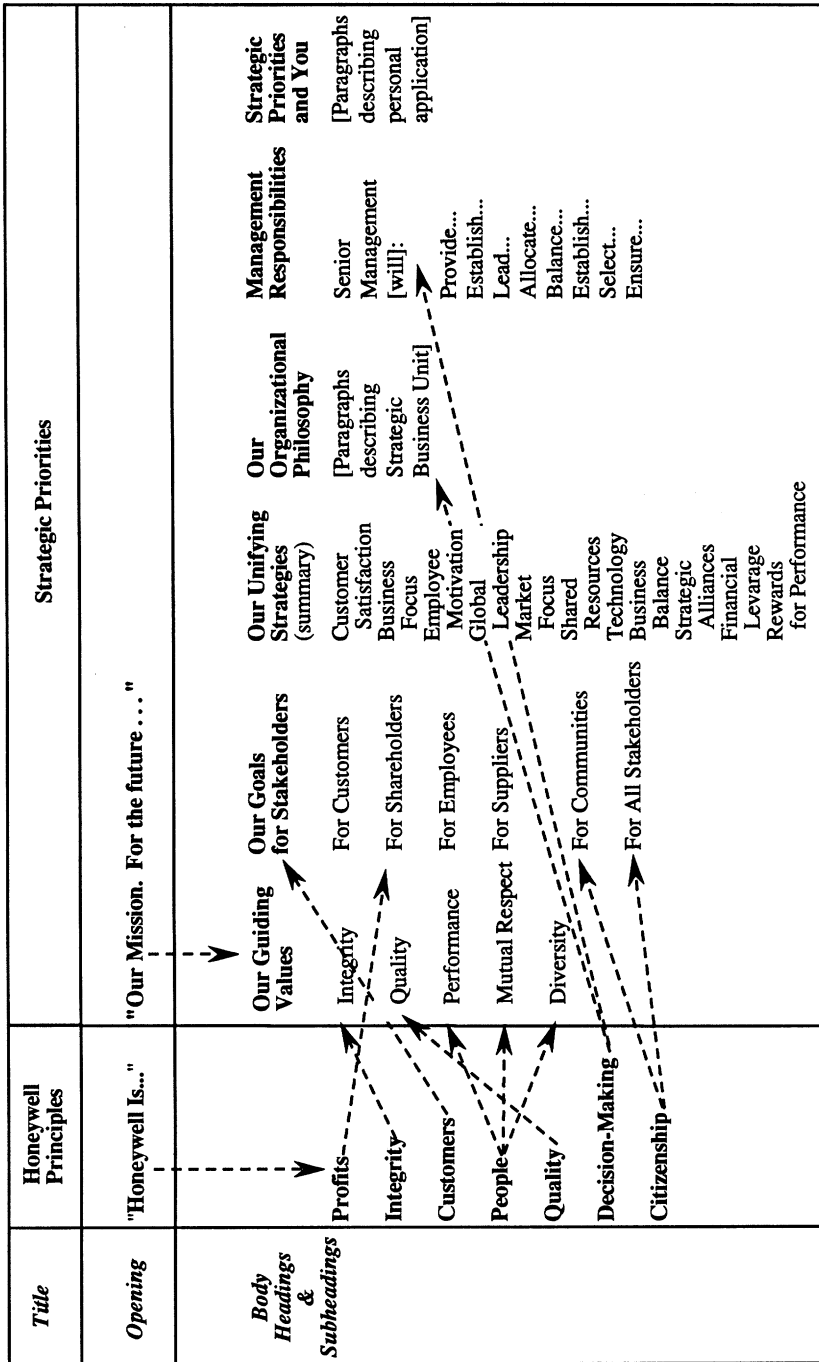 Title
Honeywell
Principles
Strategic Priorities
Opening
"Honeywell Is..."
"Our Mission. For the future . . ."
Body
Headings
&
Subheadings
Profits
Integrity
Customers
People
Quality
Decision-Making
Citizenship
Our Guiding
Values
Integrity
Quality
Performance
Mutual Respect
Diversity
Our Goals
for Stakeholders
For Customers
For Shareholders
For Employees
For Suppliers
For Communities
For All Stakeholders
Our Unifying
Strategies
(summary)
Customer
Satisfaction
Business
Focus
Employee
Motivation
Global
Leadership
Market
Focus
Shared
Resources
Technology
Business
Balance
Strategic
Alliances
Financial
Levarage
Rewards
for Performance
Our
Organizational
Philosophy
[Paragraphs
describing
Strategic
Business Unit]
Management
Responsibilities
Senior
Management
[will]:
Provide...
Establish...
Lead...
Allocate...
Balance...
Establish...
Select...
Ensure...
Strategic
Priorities
and You
[Paragraphs
describing
personal
application]